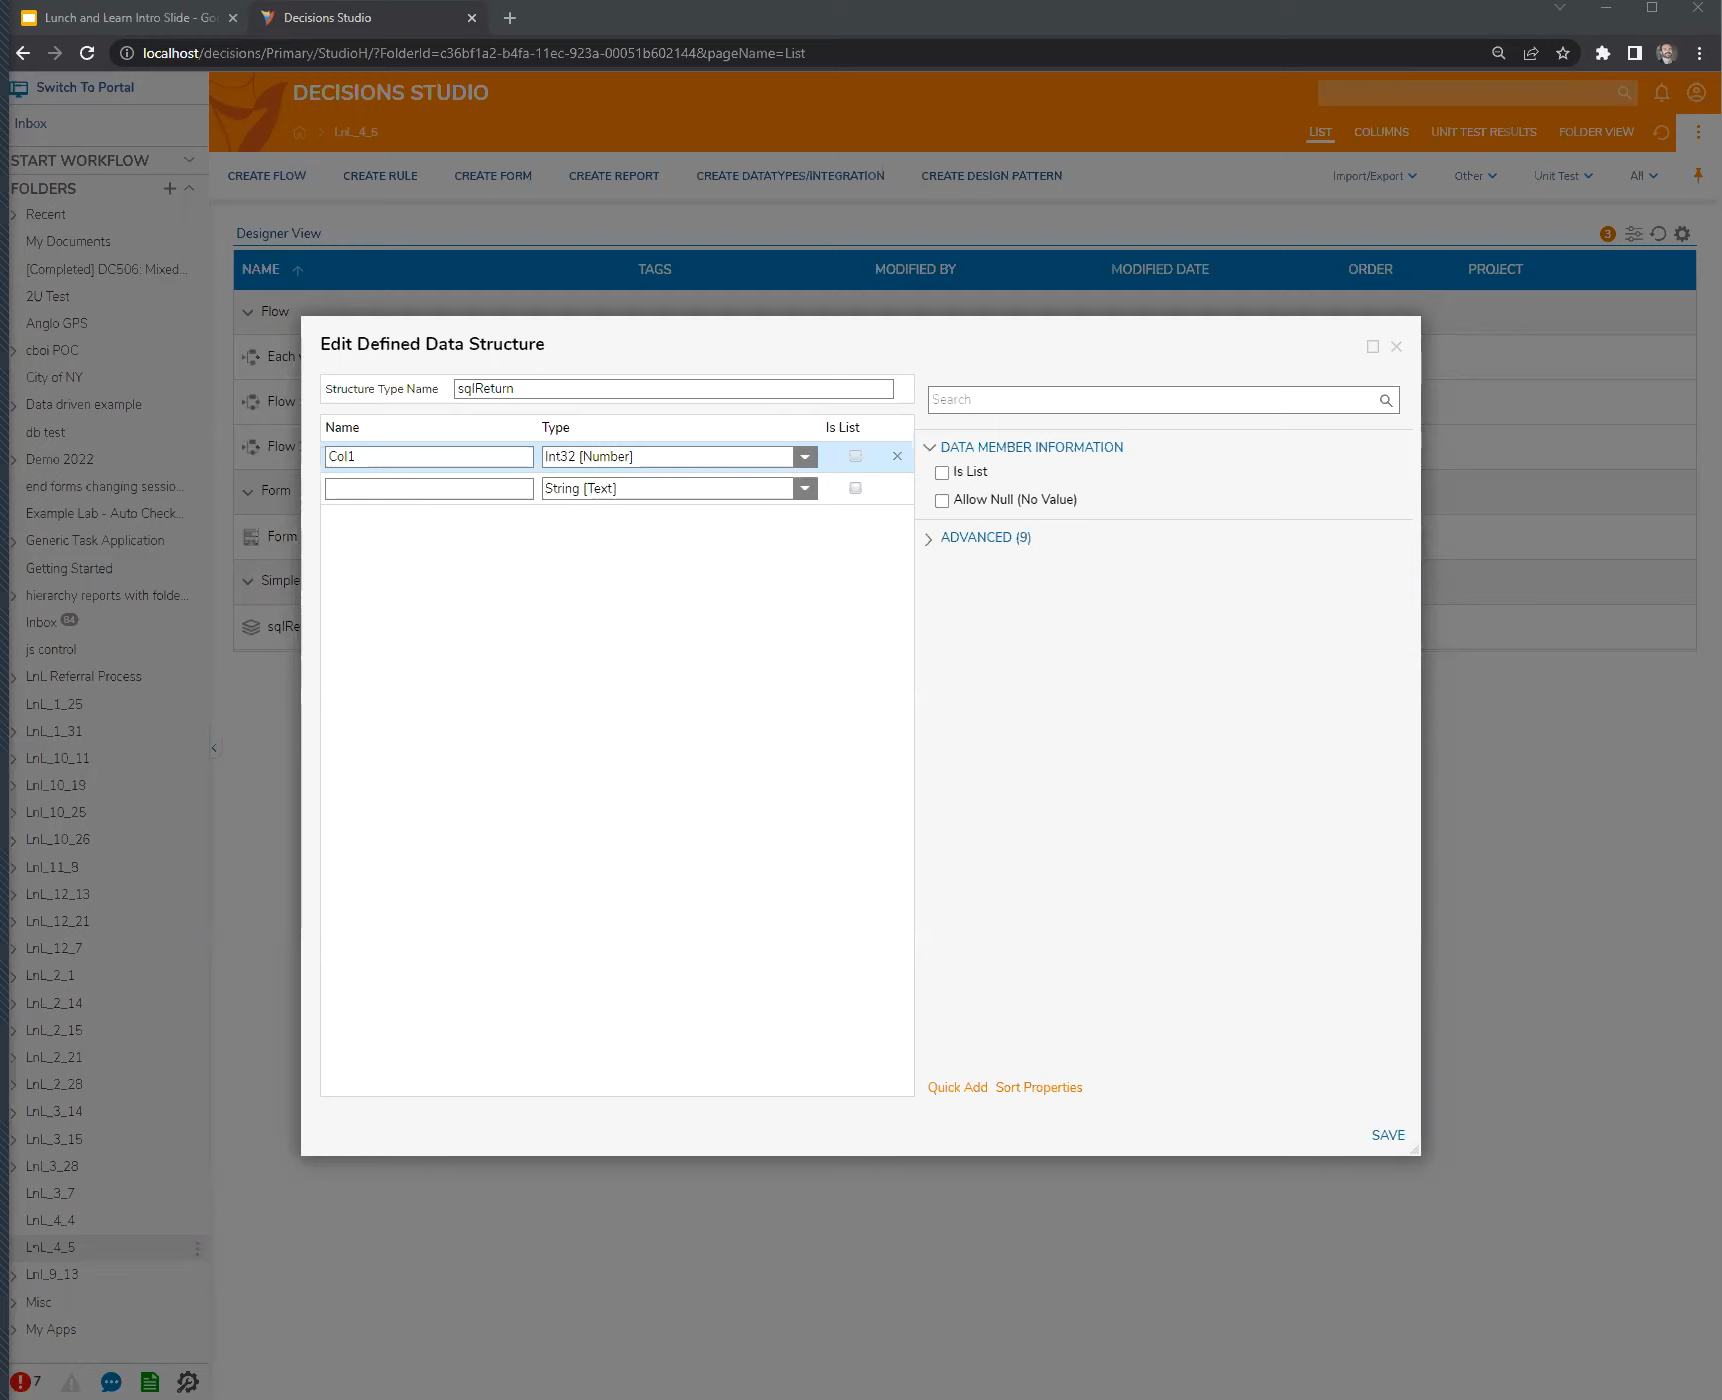 Lunch and Learn Intro Slide - Go
Decisions Studio
localhost/decisions/Primary/StudioH/?FolderId=c36bf1a2-b4fa-11ec-923a-00051b602144&pageName=List
Switch To Portal
DECISIONS STUDIO
Inbox
LnL_4_5
LIST
COLUMNS
UNIT TEST RESULTS
FOLDER VIEW
START WORKFLOW
CREATE FLOW
CREATE RULE
CREATE FORM
CREATE REPORT
CREATE DATATYPES/INTEGRATION
CREATE DESIGN PATTERN
Import/Export
Other
Unit Test
All
FOLDERS
Recent
My Documents
[Completed] DC506: Mixed...
2U Test
Anglo GPS
cboi POC
City of NY
Data driven example
db test
Demo 2022
end forms changing sessio...
Example Lab - Auto Check...
Generic Task Application
Getting Started
hierarchy reports with folde...
Inbox 84
js control
LnL Referral Process
LnL_1_25
LnL_1_31
LnL_10_11
Lnl_10_19
Lnl_10_25
LnL_10_26
Lnl_11_8
LnL_12_13
LnL_12_21
LnL_12_7
LnL_2_1
LnL_2_14
LnL_2_15
LnL_2_21
LnL_2_28
LnL_3_14
LnL_3_15
Lnl_3_28
LnL_3_7
LnL_4_4
LnL_4_5
Lnl_9_13
Misc
My Apps
7
Designer View
3
NAME
TAGS
MODIFIED BY
MODIFIED DATE
ORDER
PROJECT
Flow
Each
Flow
Flow
Form
Form
Simple
sqlRe
Edit Defined Data Structure
Structure Type Name
sqlReturn
Search
Name
Type
Is List
Col1
Int32 [Number]
String [Text]
DATA MEMBER INFORMATION
Is List
Allow Null (No Value)
ADVANCED (9)
Quick Add
Sort Properties
SAVE